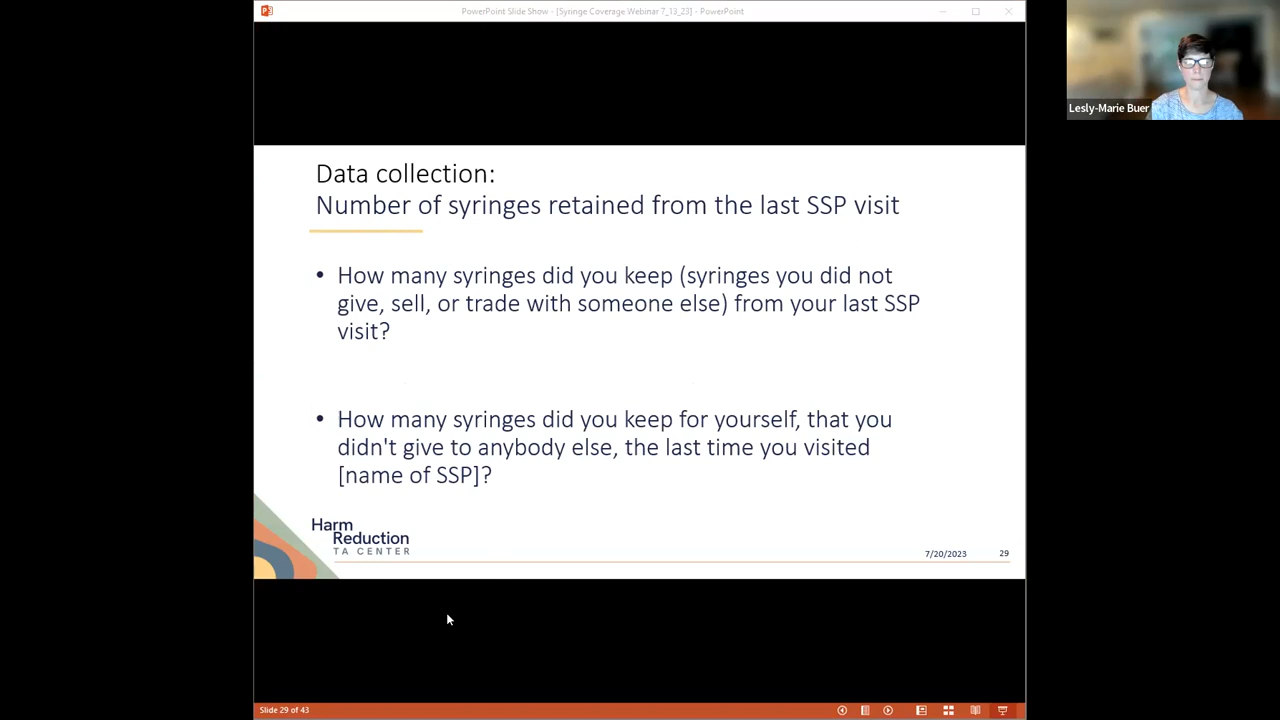 PowerPoint Slide Show - [Syringe Coverage Webinar 7_13_23] - PowerPoint
Lesly-Marie Buer
Data collection:
Number of syringes retained from the last SSP visit
• How many syringes did you keep (syringes you did not
give, sell, or trade with someone else) from your last SSP
visit?
• How many syringes did you keep for yourself, that you
didn't give to anybody else, the last time you visited
[name of SSP]?
Harm
Reduction
TA CENTER
7/20/2023
29
Slide 29 of 43